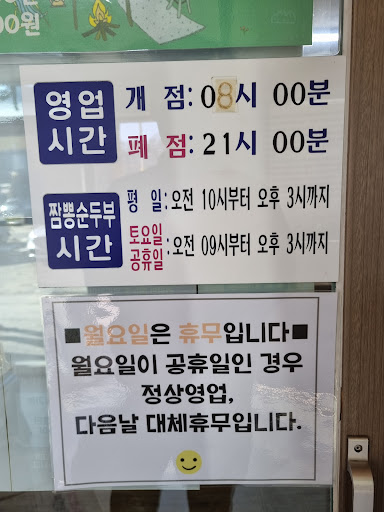 00원
영업
시간
개 점:08시 00분
폐 점:21시 00분
짬뽕순두부
시간
평 일:오전 10시부터 오후 3시까지
토요일
공휴일:오전 09시부터 오후 3시까지
■월요일은 휴무입니다■
월요일이 공휴일인 경우
정상영업,
다음날 대체휴무입니다.